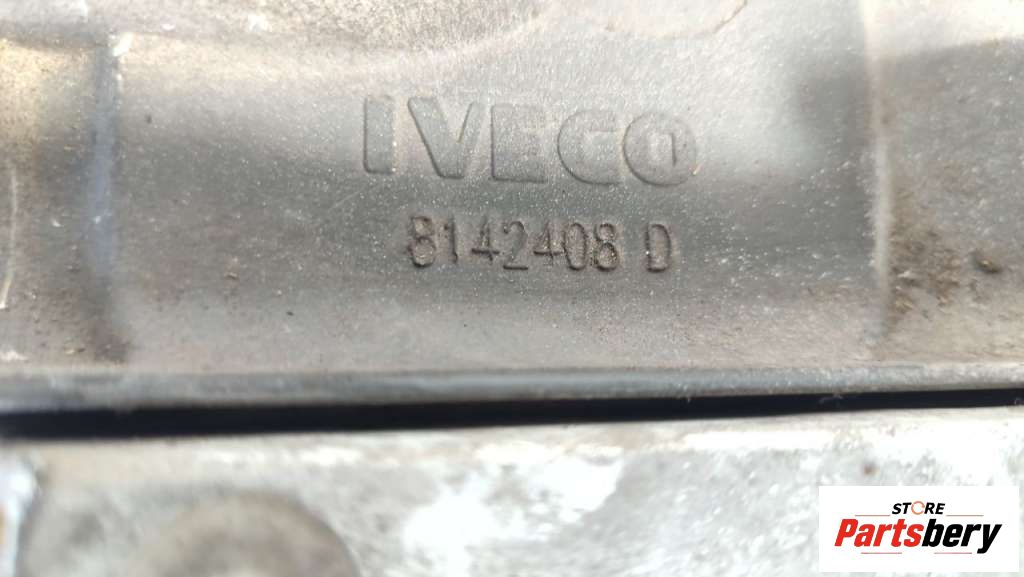 IVECO
8142408 D
STORE
Partsbery